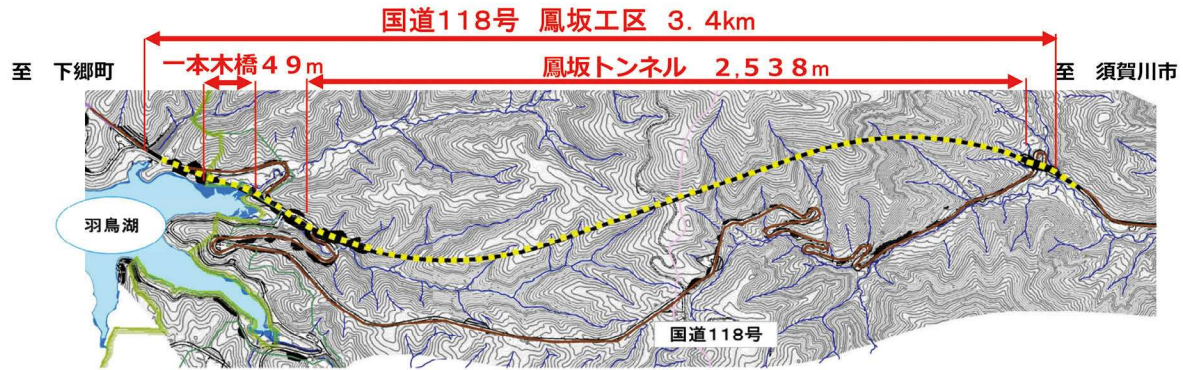 国道118号 鳳坂工区 3.4km
至 下郷町
一本木橋49m
鳳坂トンネル 2,538m
至 須賀川市
羽鳥湖
国道118号